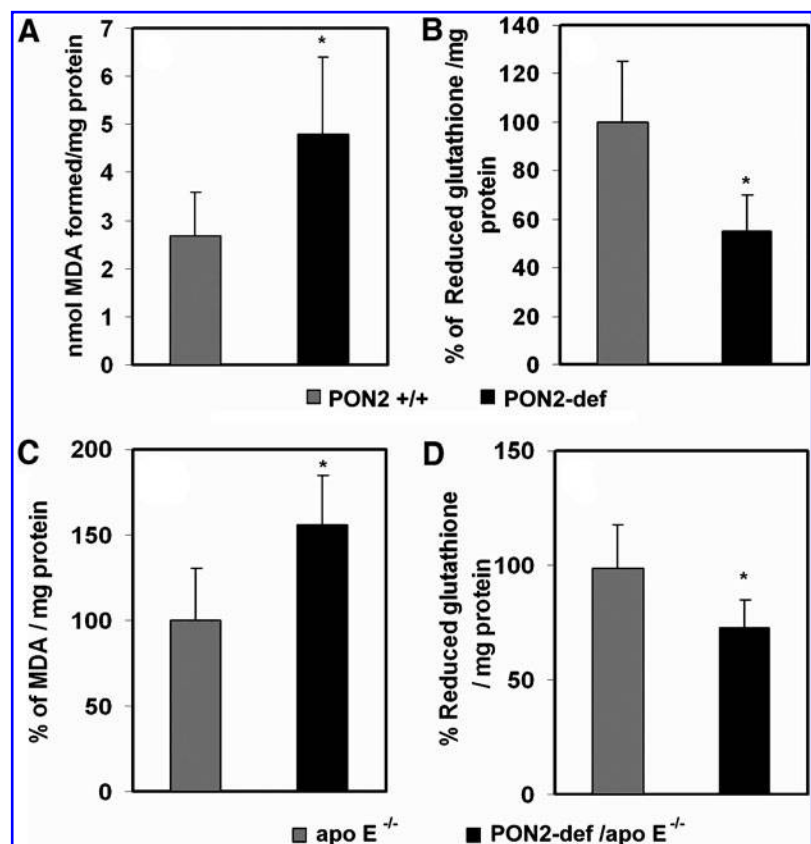 A
nmol MDA formed/mg protein
7
6
5
4
3
2
1
0
*
B
% of Reduced glutathione /mg
protein
140
120
100
80
60
40
20
0
*
PON2 +/+
PON2-def
C
% of MDA / mg protein
200
150
100
50
0
*
D
% Reduced glutathione
/ mg protein
150
100
50
0
*
apo E -/-
PON2-def /apo E -/-